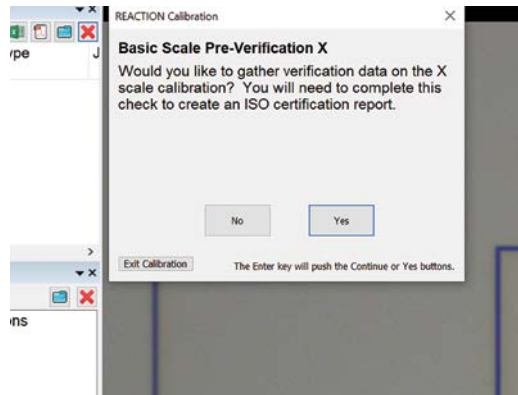 REACTION Calibration
Basic Scale Pre-Verification X
Would you like to gather verification data on the X
scale calibration? You will need to complete this
check to create an ISO certification report.
No
Yes
Exit Calibration
The Enter key will push the Continue or Yes buttons.